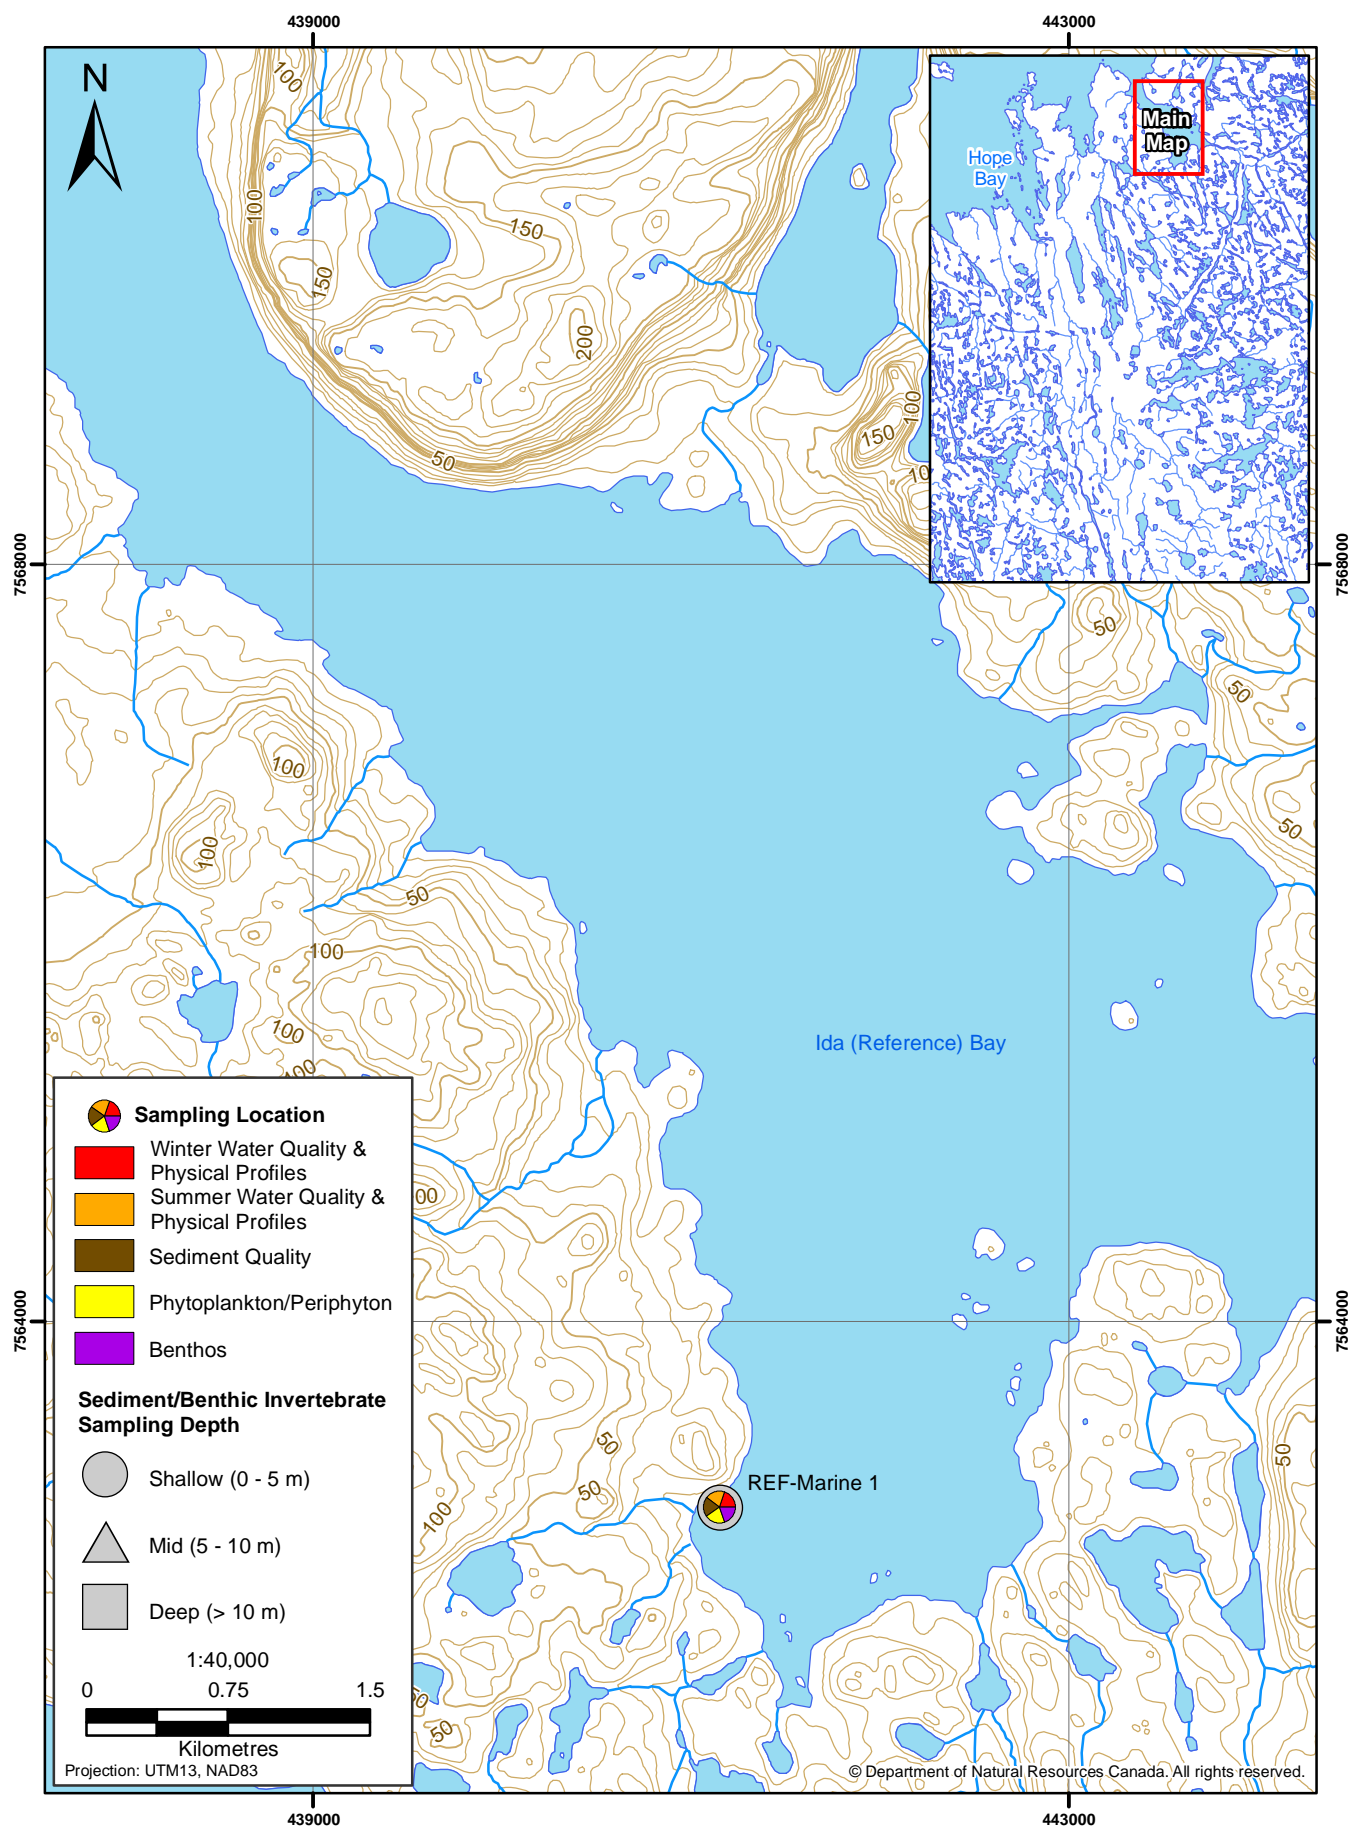 439000
443000
N
100
100
150
150
200
50
100
150
10
Main
Map
Hope
Bay
7568000
7568000
50
50
50
100
100
50
100
100
100
00
Ida (Reference) Bay
Sampling Location
Winter Water Quality &
Physical Profiles
Summer Water Quality &
Physical Profiles
Sediment Quality
Phytoplankton/Periphyton
Benthos
Sediment/Benthic Invertebrate
Sampling Depth
Shallow (0 - 5 m)
Mid (5 - 10 m)
Deep (> 10 m)
1:40,000
0 0.75 1.5
Kilometres
Projection: UTM13, NAD83
7564000
7564000
50
50
100
REF-Marine 1
50
50
50
© Department of Natural Resources Canada. All rights reserved.
439000
443000